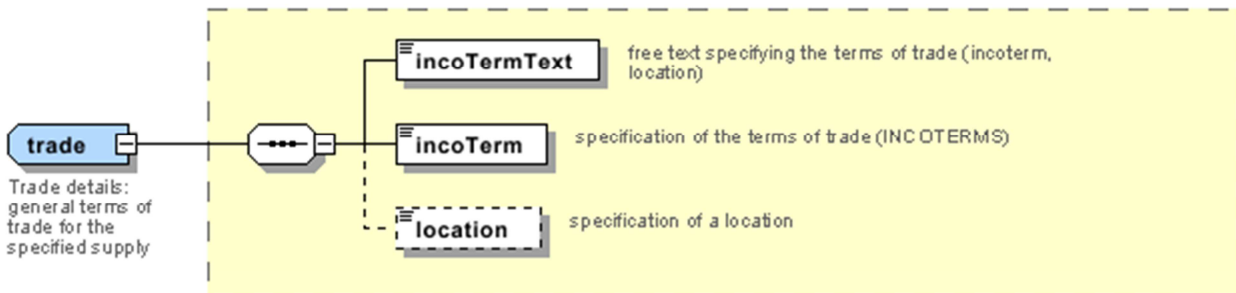 incoTermText
free text specifying the terms of trade (incoterm,
location)
trade
incoTerm
specification of the terms of trade (INCOTERMS)
Trade details:
general terms of
trade for the
specified supply
location
specification of a location